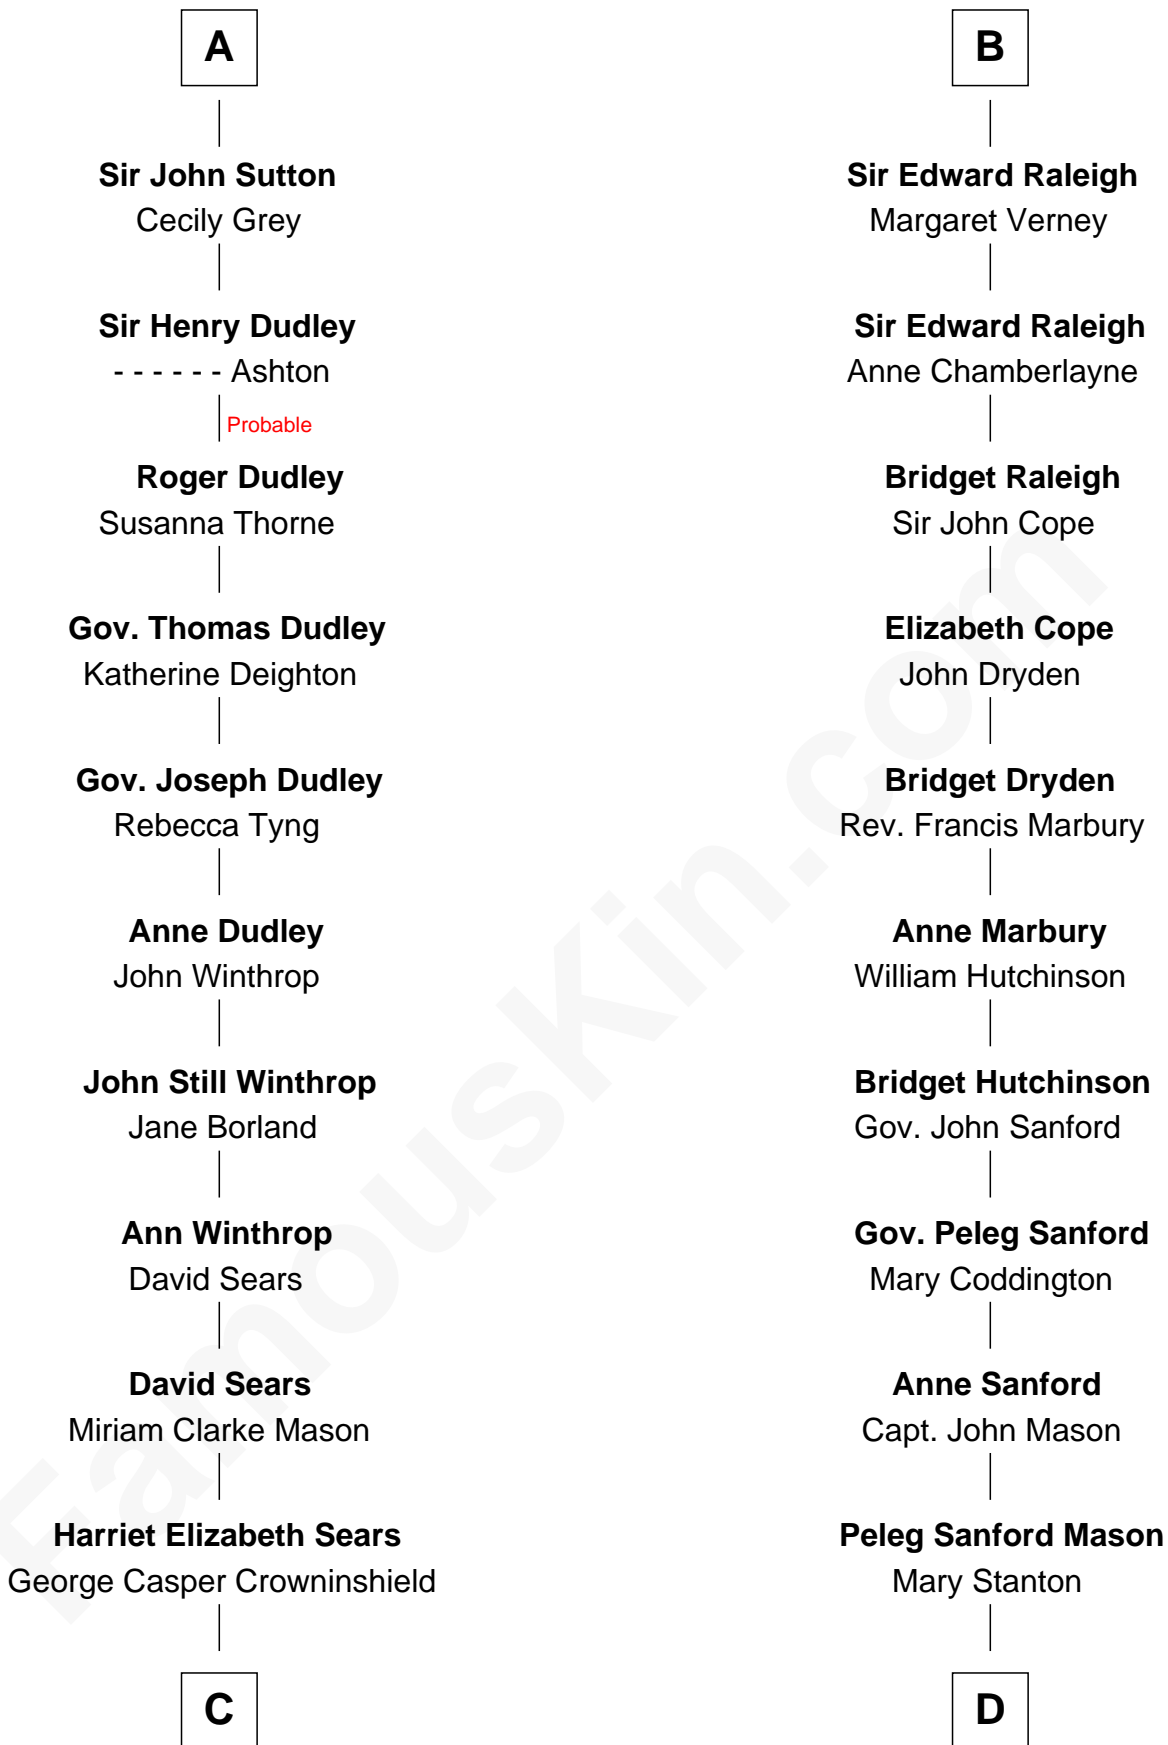 A
Sir John Sutton
Cecily Grey
Sir Henry Dudley
- - - - - - Ashton
Probable
Roger Dudley
Susanna Thorne
Gov. Thomas Dudley
Katherine Deighton
Gov. Joseph Dudley
Rebecca Tyng
Anne Dudley
John Winthrop
John Still Winthrop
Jane Borland
Ann Winthrop
David Sears
David Sears
Miriam Clarke Mason
Harriet Elizabeth Sears
George Casper Crowninshield
C
B
Sir Edward Raleigh
Margaret Verney
Sir Edward Raleigh
Anne Chamberlayne
Bridget Raleigh
Sir John Cope
Elizabeth Cope
John Dryden
Bridget Dryden
Rev. Francis Marbury
Anne Marbury
William Hutchinson
Bridget Hutchinson
Gov. John Sanford
Gov. Peleg Sanford
Mary Coddington
Anne Sanford
Capt. John Mason
Peleg Sanford Mason
Mary Stanton
D
FamousKin.com